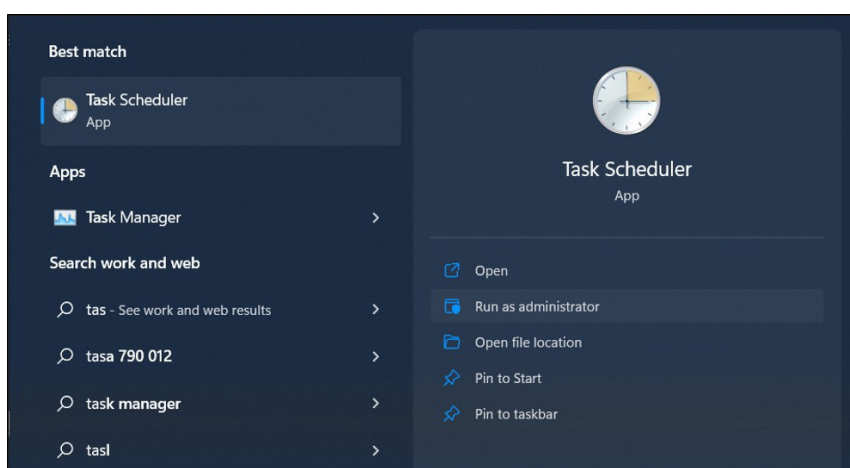 Best match
Task Scheduler
App
Apps
Task Manager
Search work and web
tas - See work and web results
tasa 790 012
task manager
tasl
Task Scheduler
App
Open
Run as administrator
Open file location
Pin to Start
Pin to taskbar